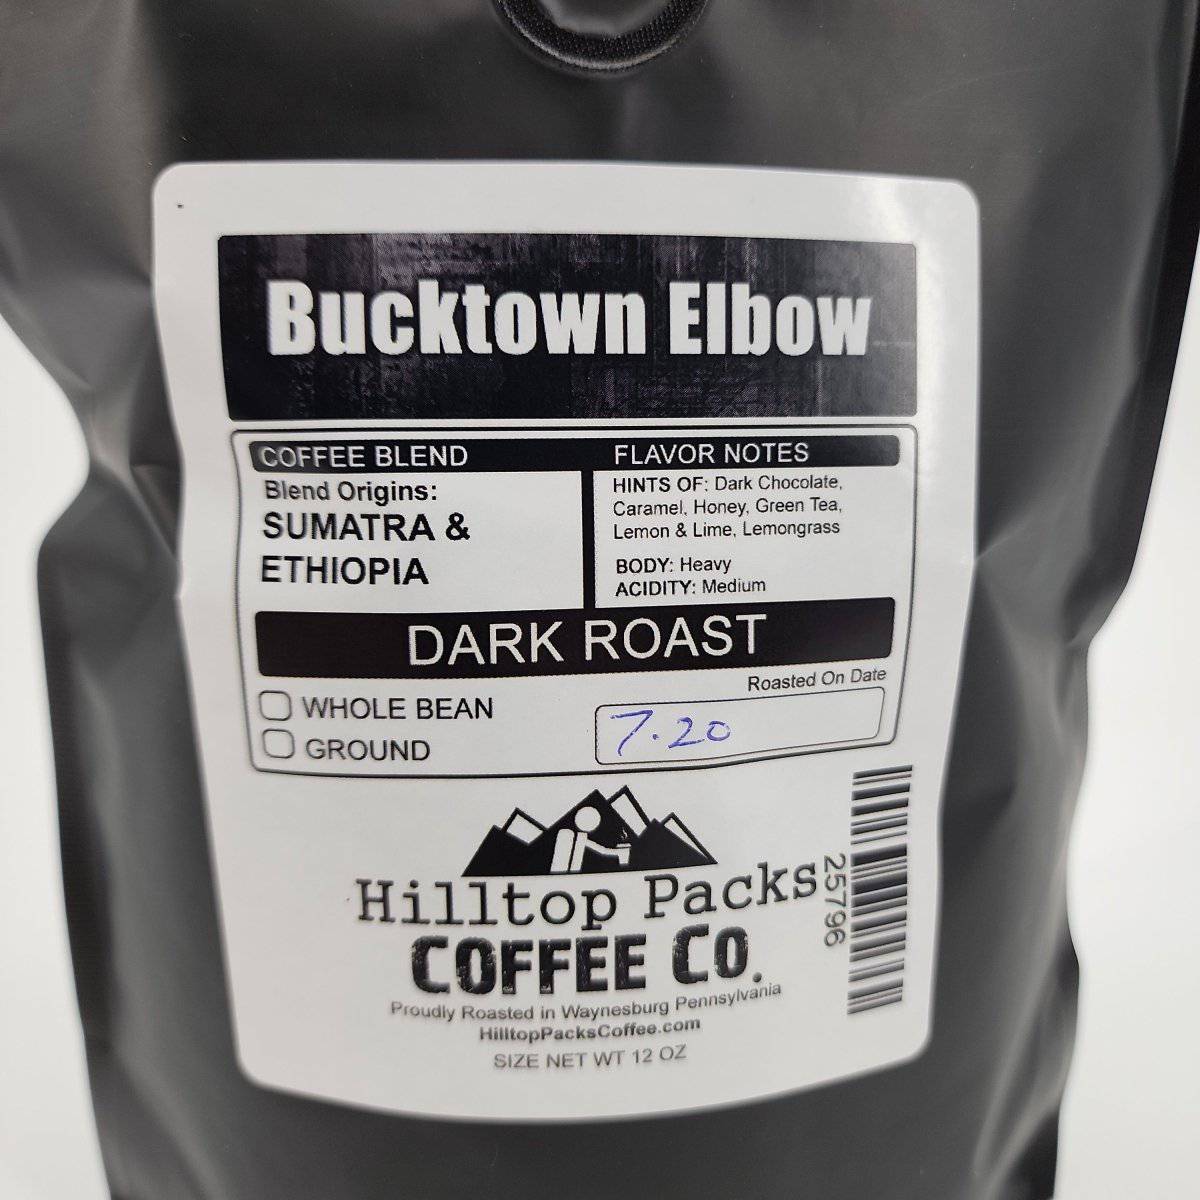 Bucktown Elbow
COFFEE BLEND
Blend Origins:
SUMATRA &
ETHIOPIA
FLAVOR NOTES
HINTS OF: Dark Chocolate,
Caramel, Honey, Green Tea,
Lemon & Lime, Lemongrass
BODY: Heavy
ACIDITY: Medium
DARK ROAST
WHOLE BEAN
GROUND
Roasted On Date
7.20
Hilltop Packs
COFFEE CO.
Proudly Roasted in Waynesburg Pennsylvania
HilltopPacksCoffee.com
SIZE NET WT 12 OZ
25796